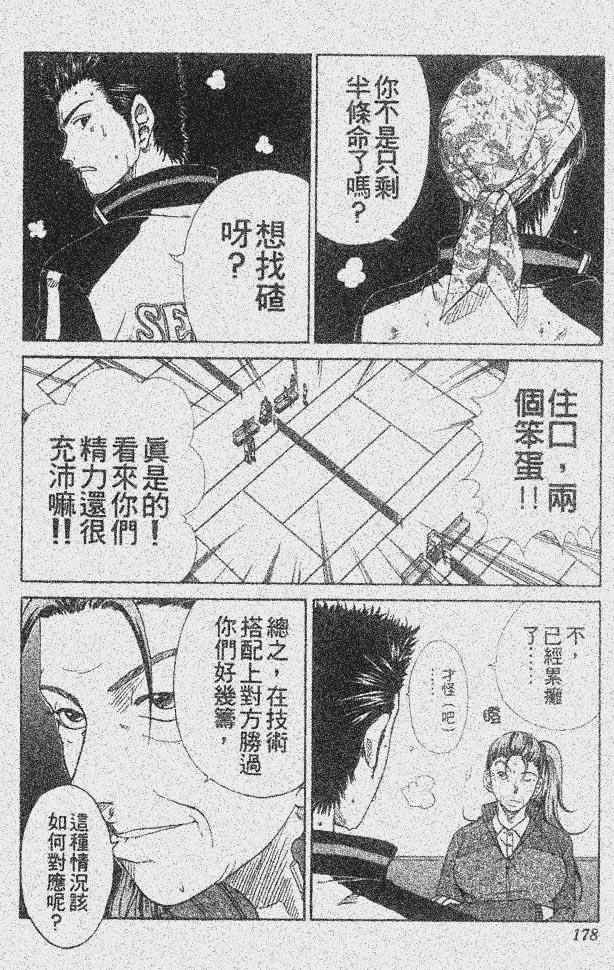 你不是只剩
半條命了嗎？
想找碴
呀？
SE
住口，兩
個笨蛋!!
真是的！
看來你們
精力還很
充沛嘛!!
不，
已經累攤
了……
才怪（吧）
……
總之，在技術
搭配上對方勝過
你們好幾籌，
這種情況該
如何對應呢？
178